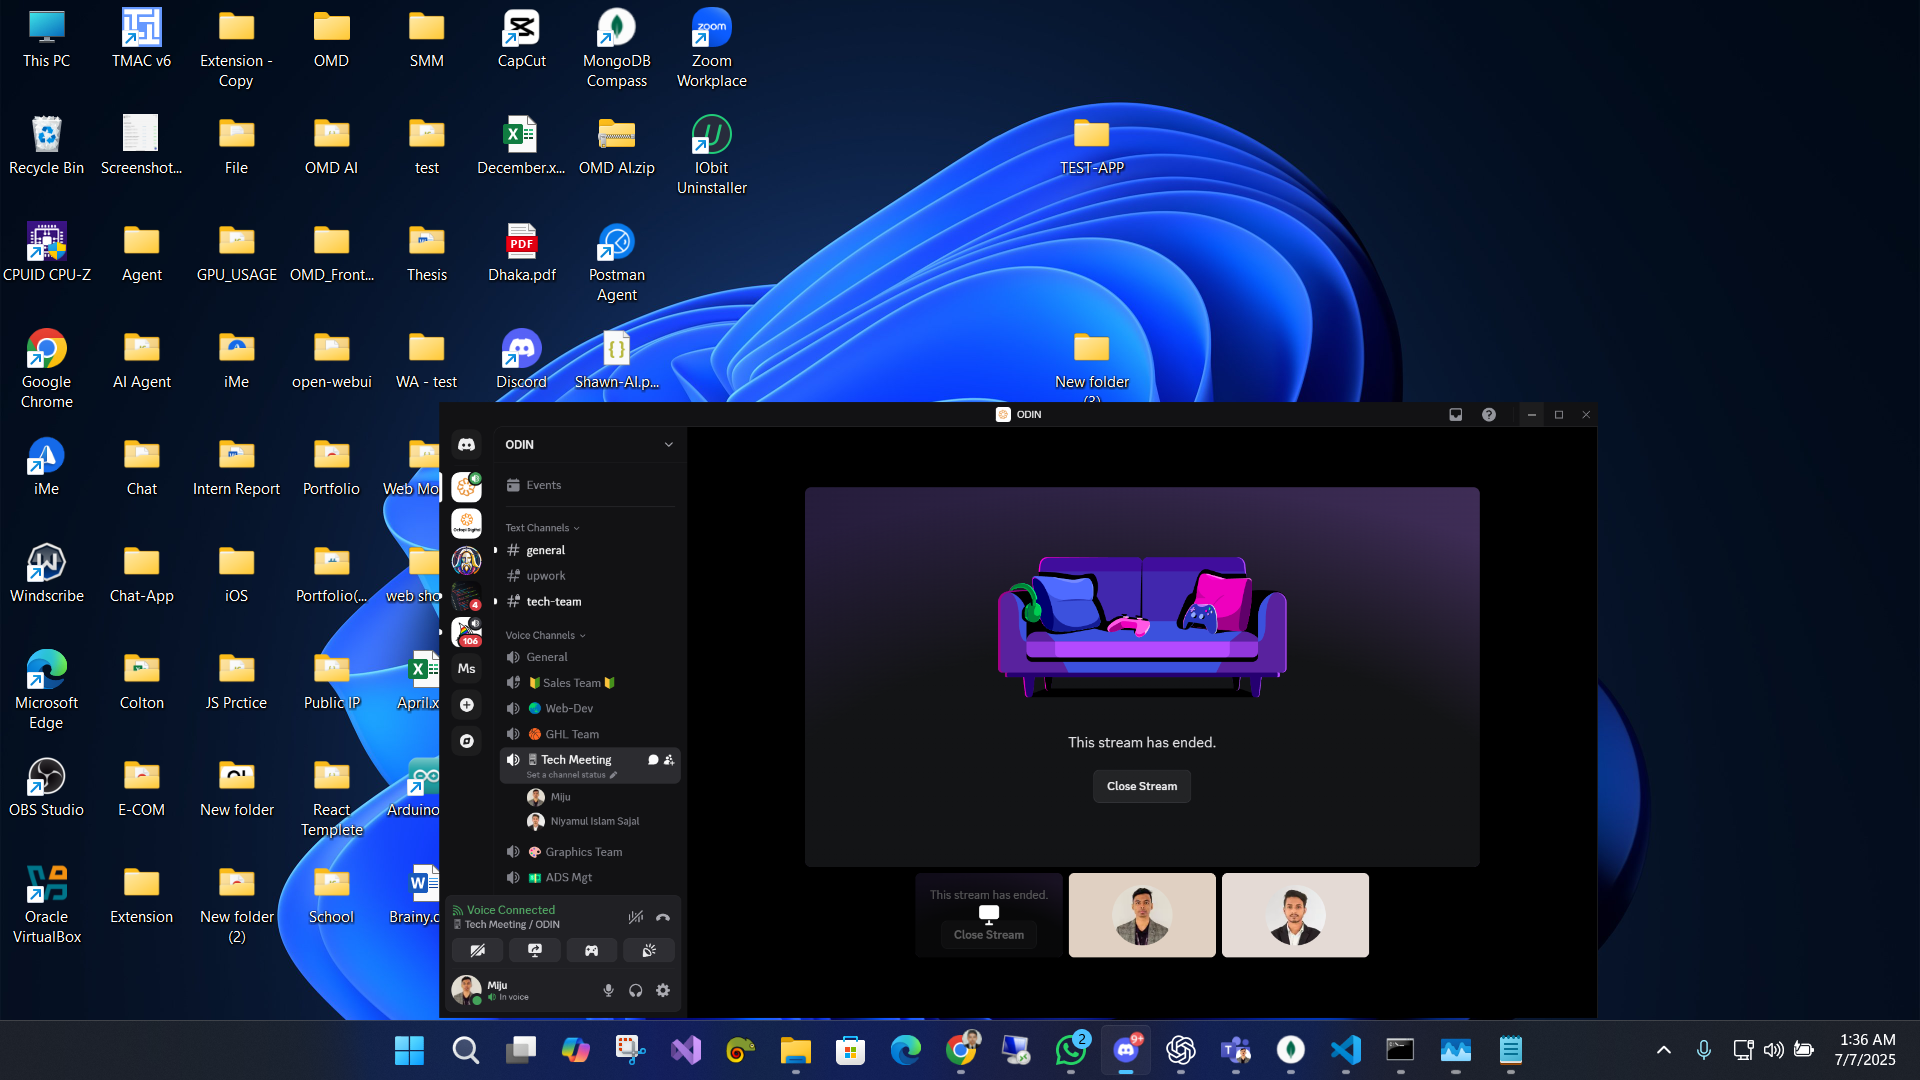 This PC
TMAC v6
Extension -
Copy
OMD
SMM
CapCut
MongoDB
Compass
zoom
Zoom
Workplace
Recycle Bin
Screenshot...
File
OMD AI
test
December.x...
OMD AI.zip
IObit
Uninstaller
TEST-APP
CPUID CPU-Z
Agent
GPU_USAGE
OMD_Front...
Thesis
PDF
Dhaka.pdf
Postman
Agent
Google
Chrome
AI Agent
iMe
open-webui
WA - test
Discord
Shawn-AI.p...
New folder
(3)
iMe
Chat
Intern Report
Portfolio
Web Mo
Windscribe
Chat-App
iOS
Portfolio(...
web sho
Microsoft
Edge
Colton
JS Prctice
Public IP
April.x
OBS Studio
E-COM
New folder
React
Templete
Arduino
Oracle
VirtualBox
Extension
New folder
(2)
School
Brainy.d
ODIN
ODIN
Events
Text Channels
general
upwork
tech-team
Voice Channels
General
Sales Team
Web-Dev
GHL Team
Tech Meeting
Set a channel status
Miju
Niyamul Islam Sajal
Graphics Team
ADS Mgt
Octopi Digital
4
106
Ms
Voice Connected
Tech Meeting / ODIN
Miju
In voice
This stream has ended.
Close Stream
This stream has ended.
Close Stream
2
9+
1:36 AM
7/7/2025